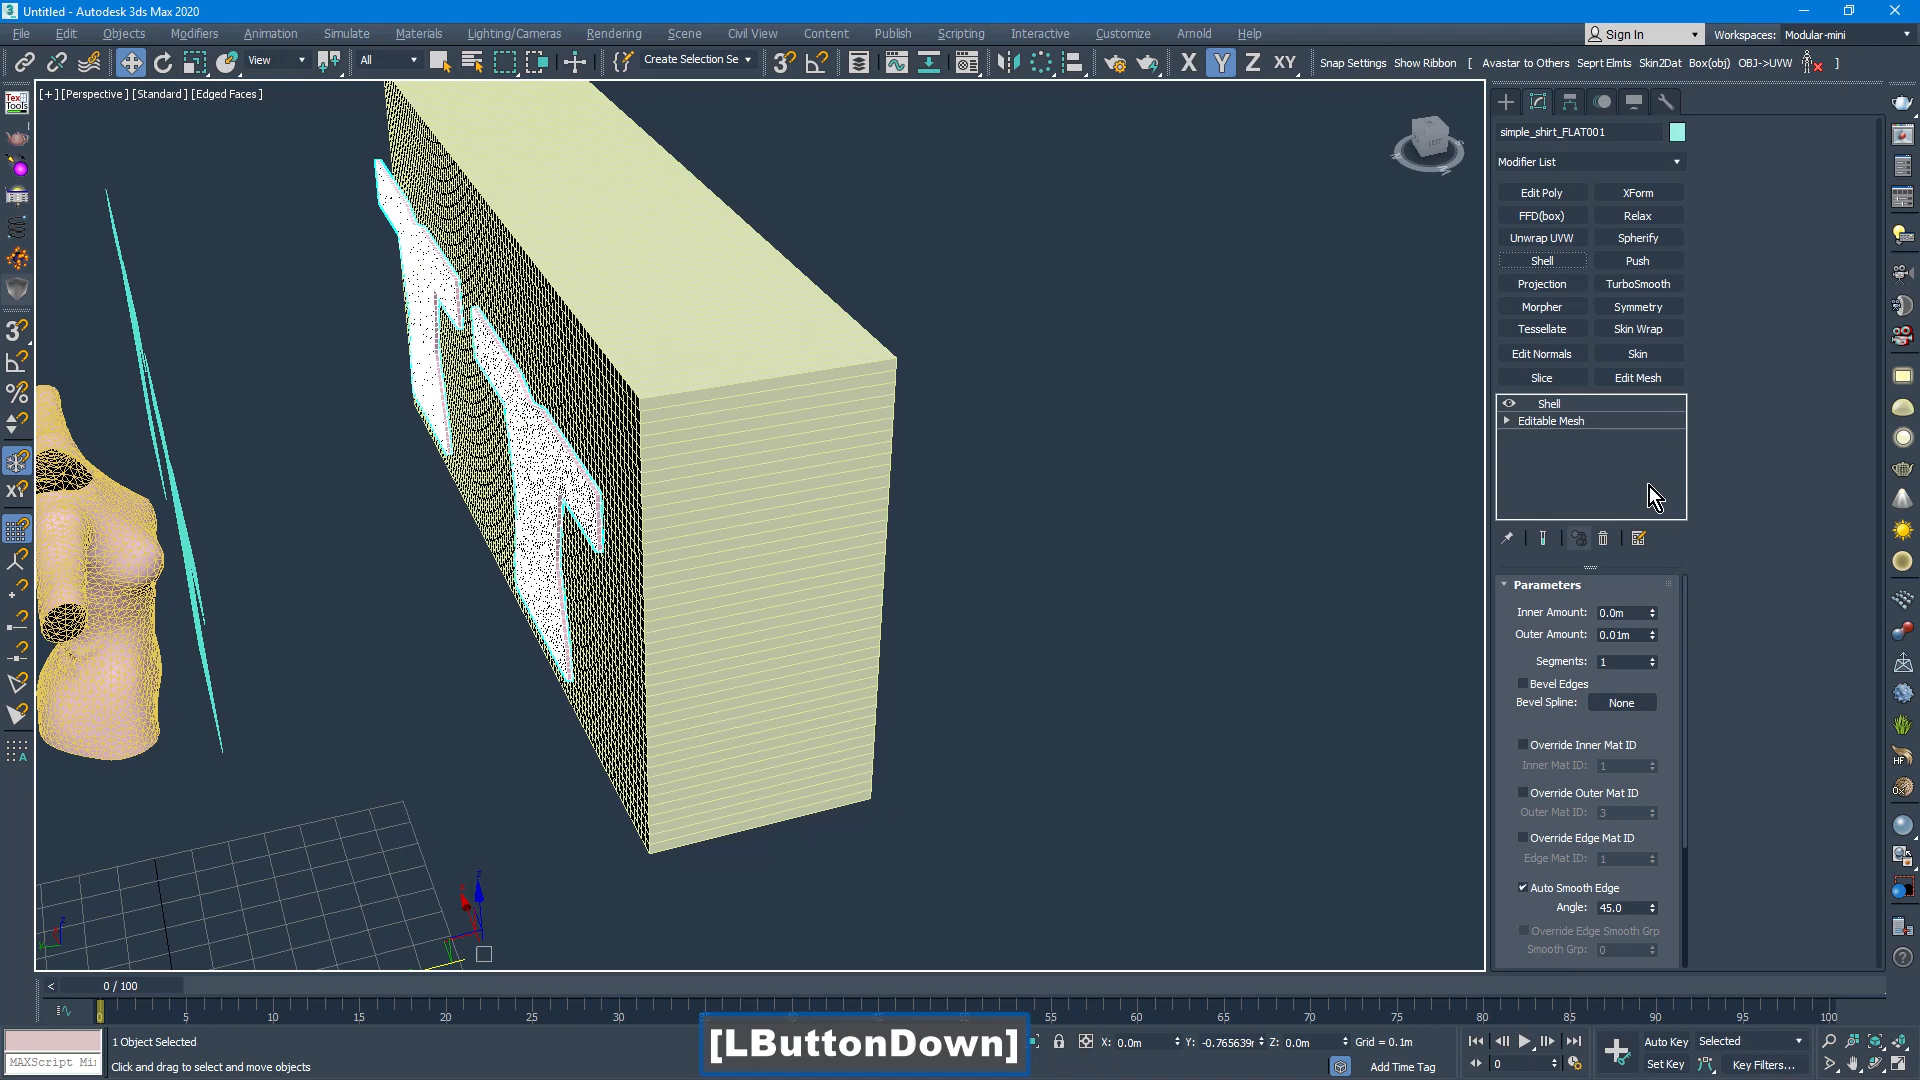 Untitled - Autodesk 3ds Max 2020
File Edit Objects Modifiers Animation Simulate Materials Lighting/Cameras Rendering Scene Civil View Content Publish Scripting Interactive Customize Arnold Help
Sign In Workspaces: Modular-mini
View All Create Selection Se X Y Z XY Snap Settings Show Ribbon [ Avastar to Others Seprt Elmts Skin2Dat Box(obj) OBJ->UVW ]
[+] [Perspective] [Standard] [Edged Faces]
simple_shirt_FLAT001
Modifier List
Edit Poly XForm
FFD(box) Relax
Unwrap UVW Spherify
Shell Push
Projection TurboSmooth
Morpher Symmetry
Tessellate Skin Wrap
Edit Normals Skin
Slice Edit Mesh
Shell
Editable Mesh
Parameters
Inner Amount: 0.0m
Outer Amount: 0.01m
Segments: 1
Bevel Edges
Bevel Spline: None
Override Inner Mat ID
Inner Mat ID: 1
Override Outer Mat ID
Outer Mat ID: 3
Override Edge Mat ID
Edge Mat ID: 1
Auto Smooth Edge
Angle: 45.0
Override Edge Smooth Grp
Smooth Grp: 0
0 / 100
0 5 10 15 20 25 30 55 60 65 70 75 80 85 90 95 100
[LButtonDown]
1 Object Selected X: 0.0m Y: -0.765639r Z: 0.0m Grid = 0.1m Auto Key Selected
MAXScript Mi Click and drag to select and move objects Add Time Tag 0 Set Key Key Filters...